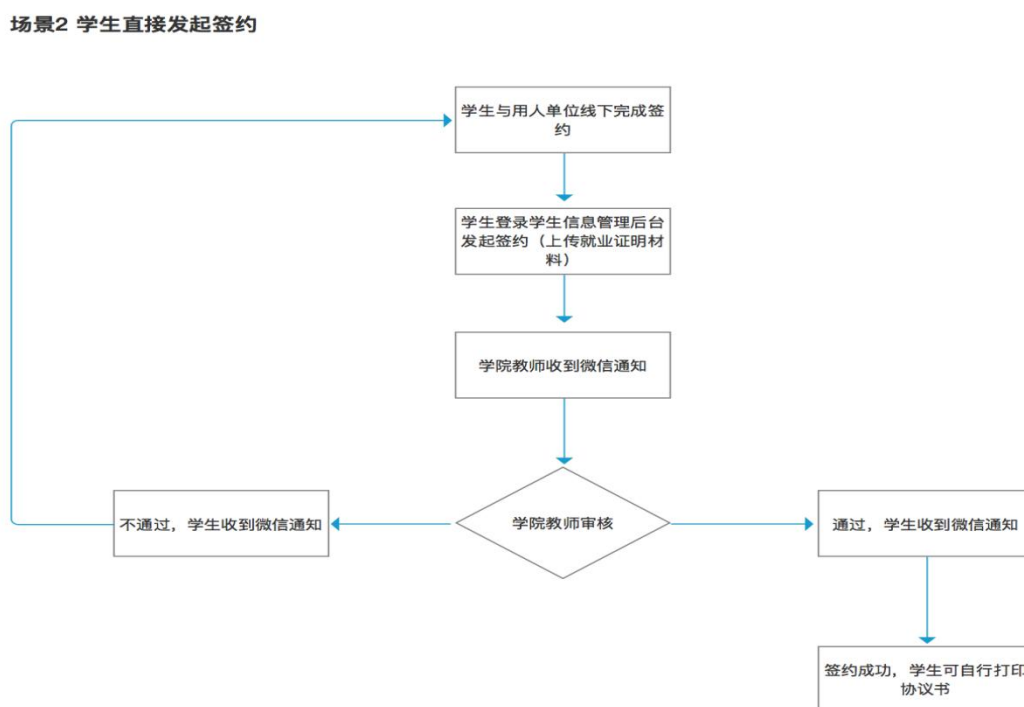 场景2 学生直接发起签约
学生与用人单位线下完成签
约
学生登录学生信息管理后台
发起签约（上传就业证明材
料）
学院教师收到微信通知
不通过，学生收到微信通知
学院教师审核
通过，学生收到微信通知
签约成功，学生可自行打印
协议书